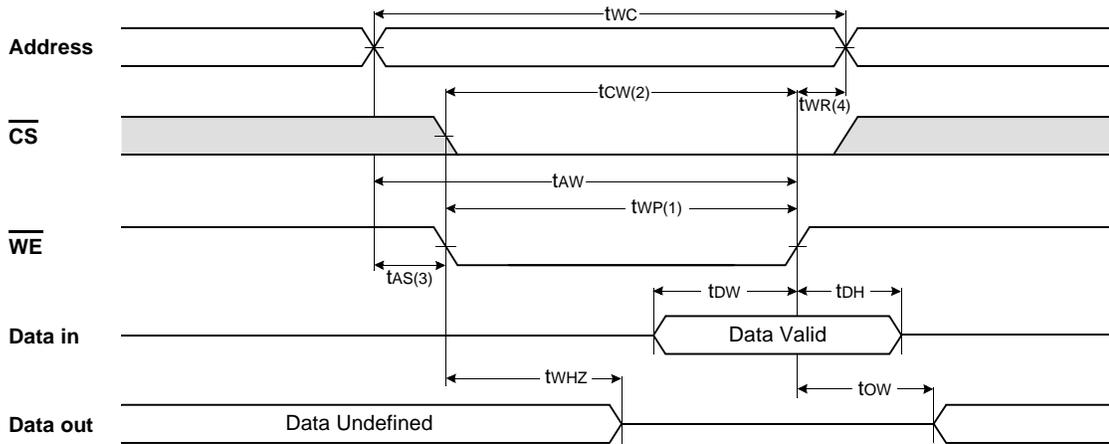 tWC
Address
tCW(2)
tWR(4)
CS
tAW
tWP(1)
WE
tAS(3)
tDW
tDH
Data in
Data Valid
tWHZ
tOW
Data out
Data Undefined